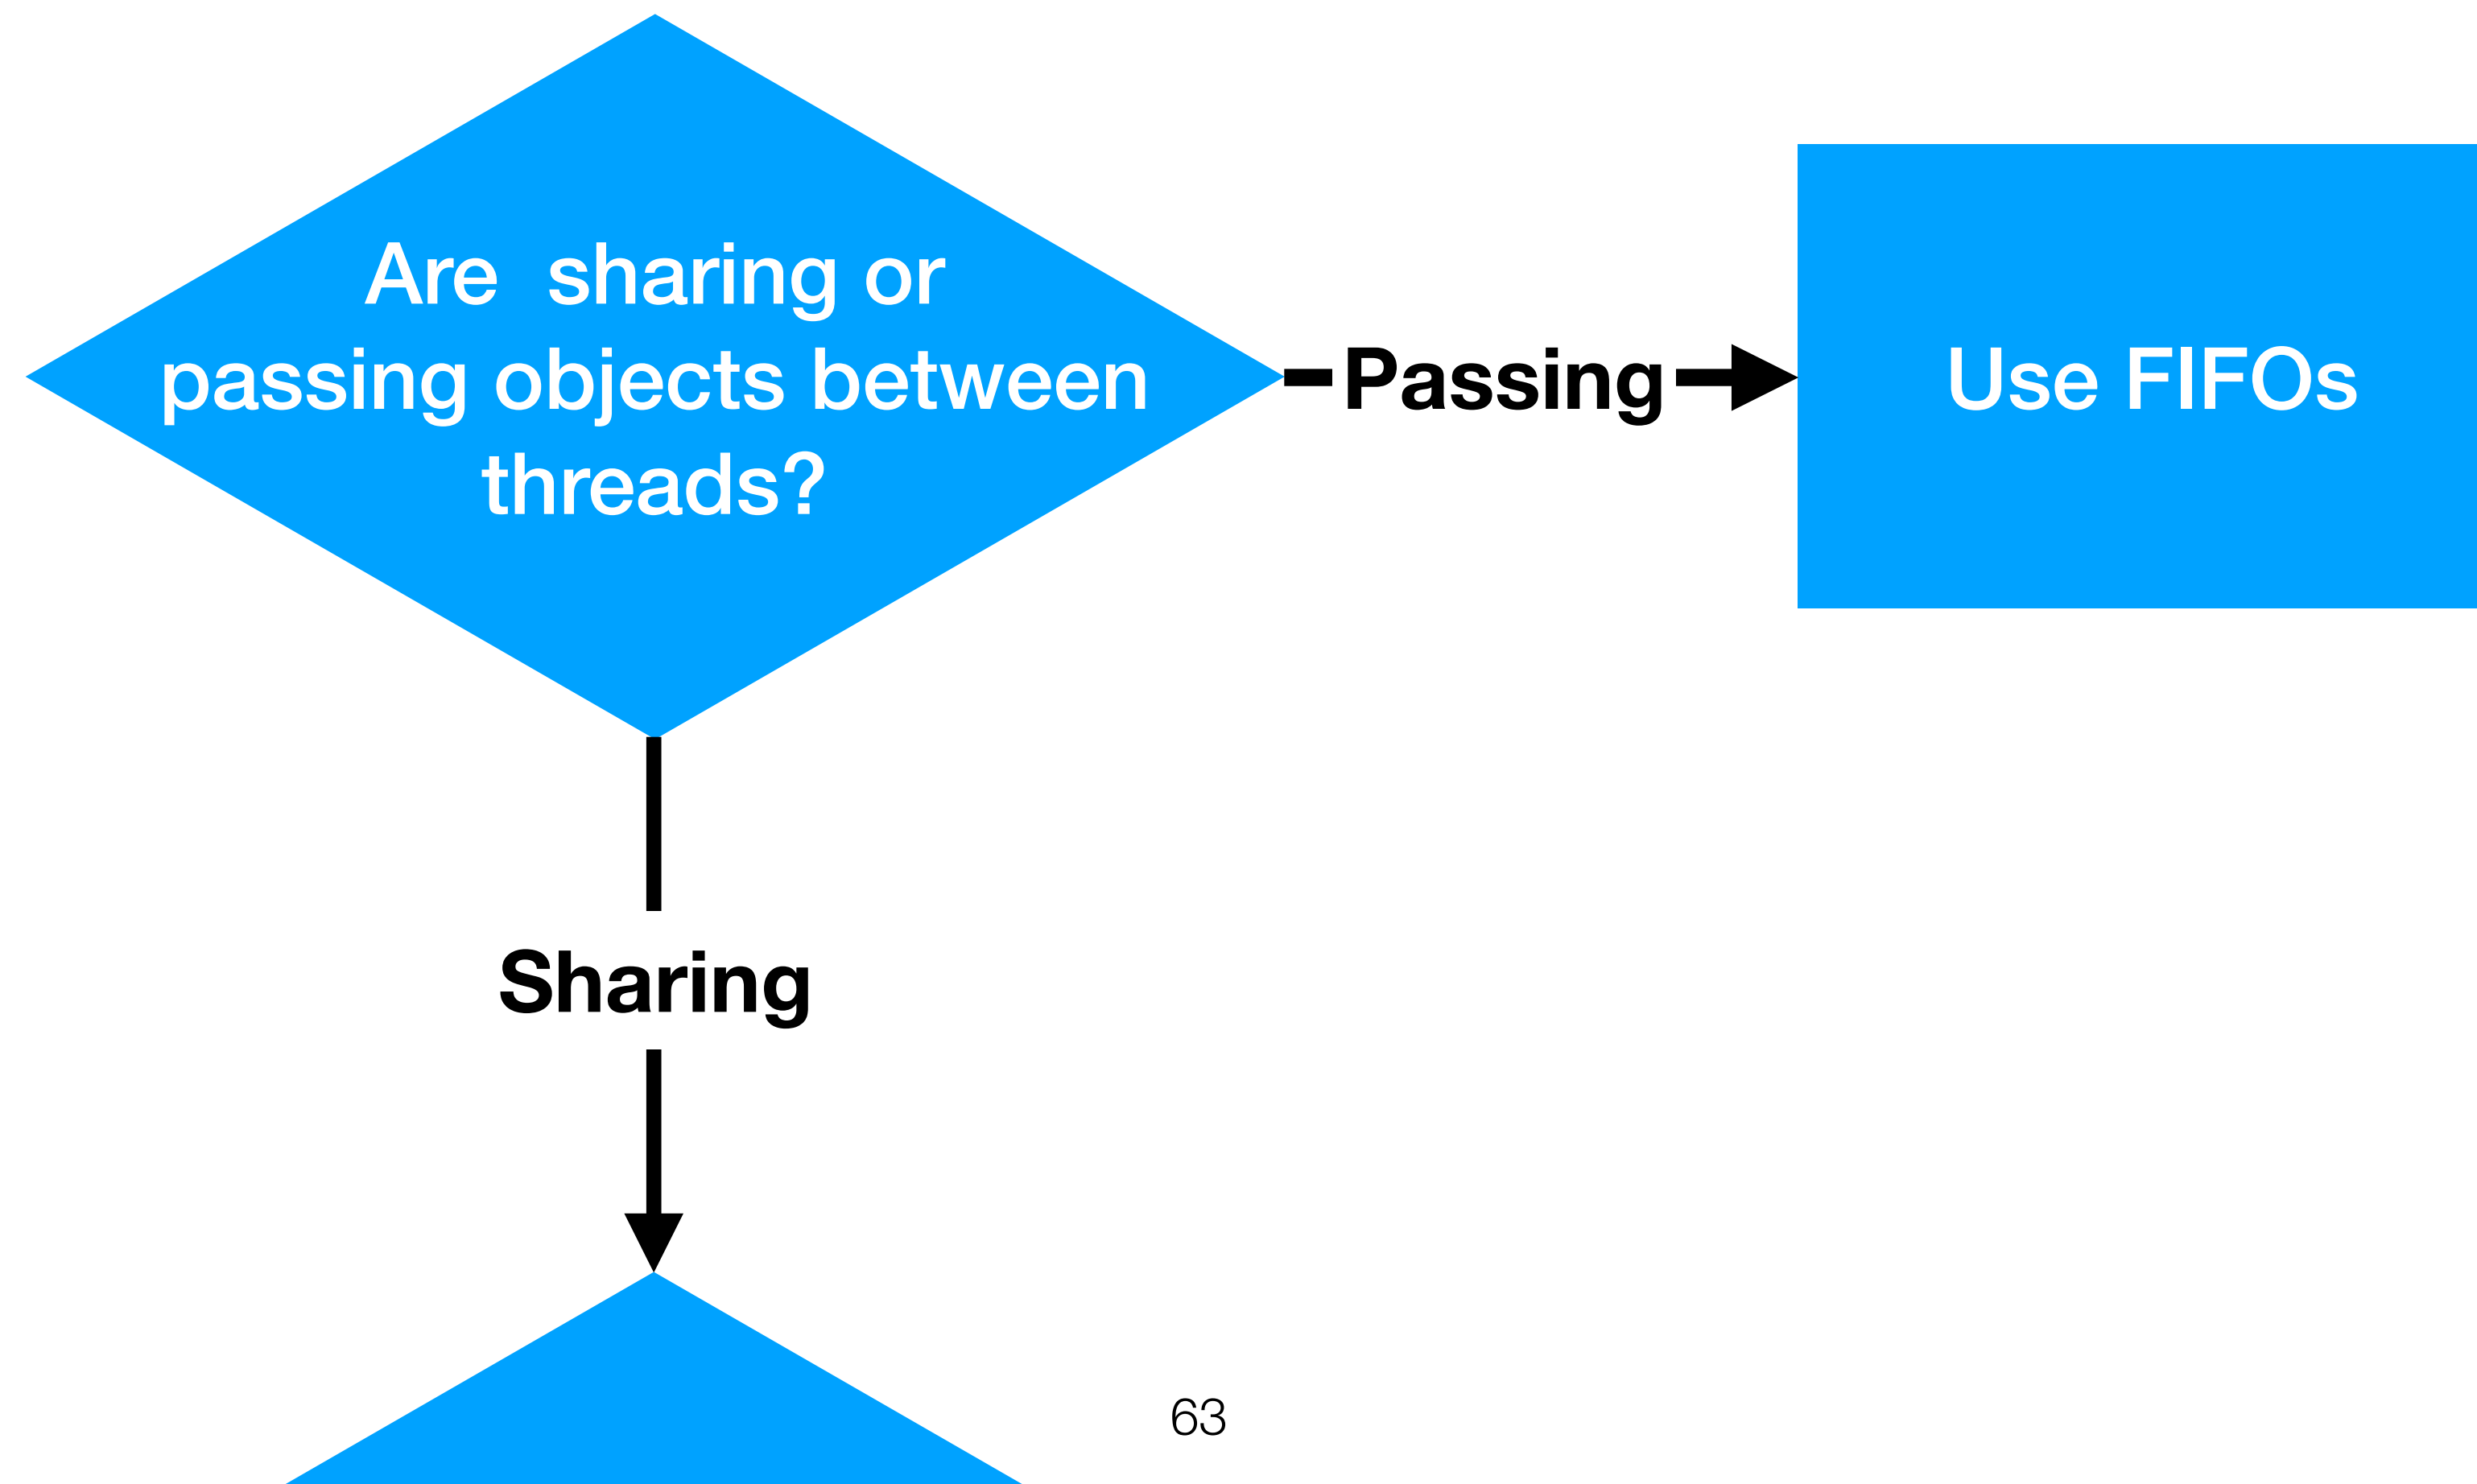 Are  sharing or
passing objects between
threads?
Passing
Use FIFOs
Sharing
63